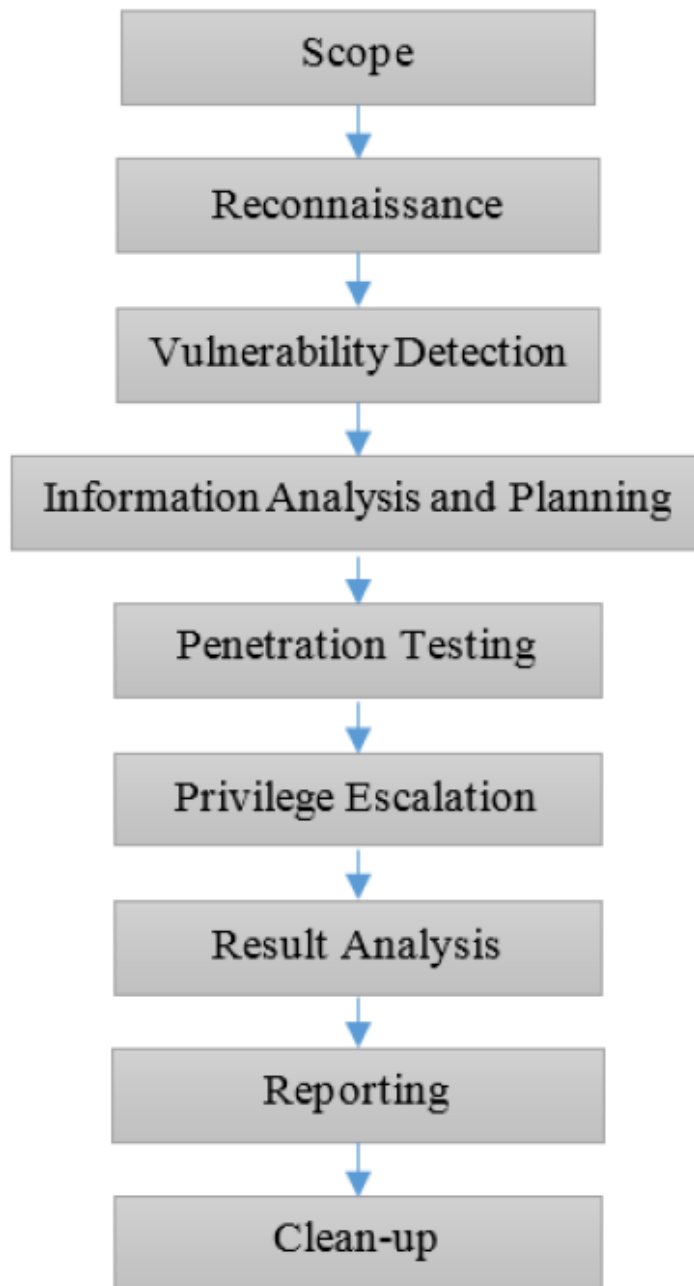 Scope
Reconnaissance
Vulnerability Detection
Information Analysis and Planning
Penetration Testing
Privilege Escalation
Result Analysis
Reporting
Clean-up